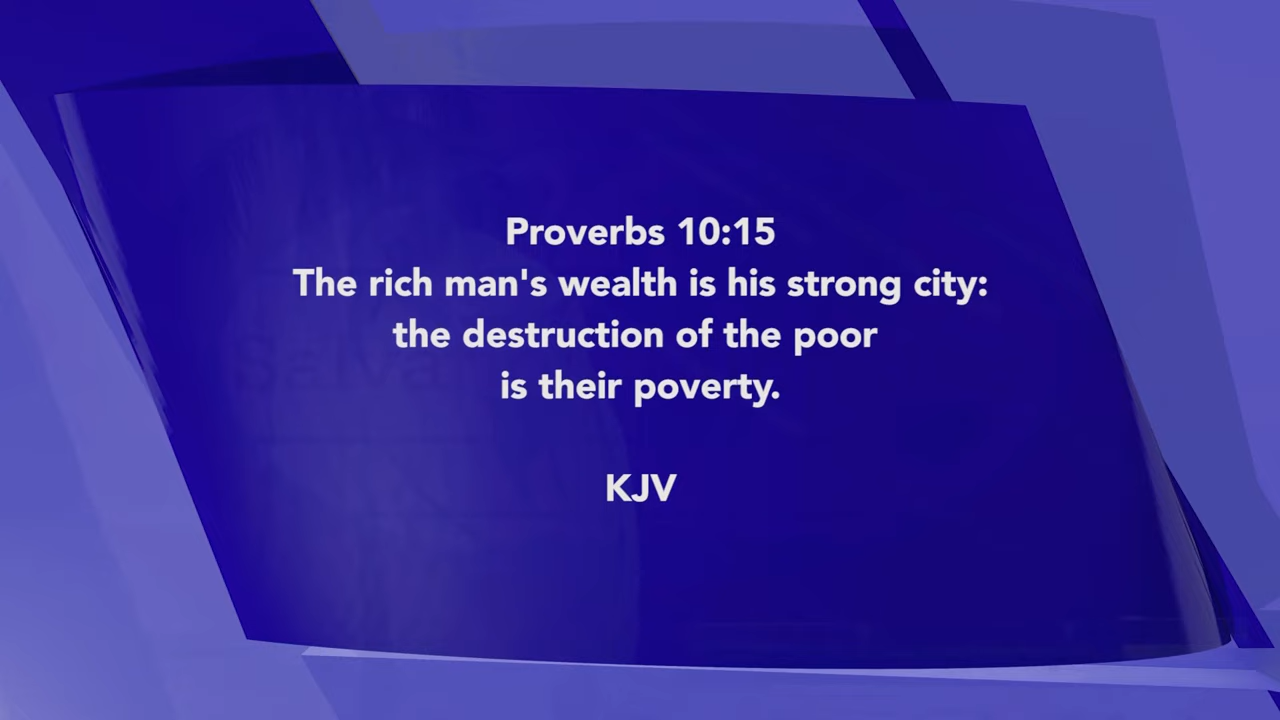 Proverbs 10:15
The rich man's wealth is his strong city:
the destruction of the poor
is their poverty.
KJV